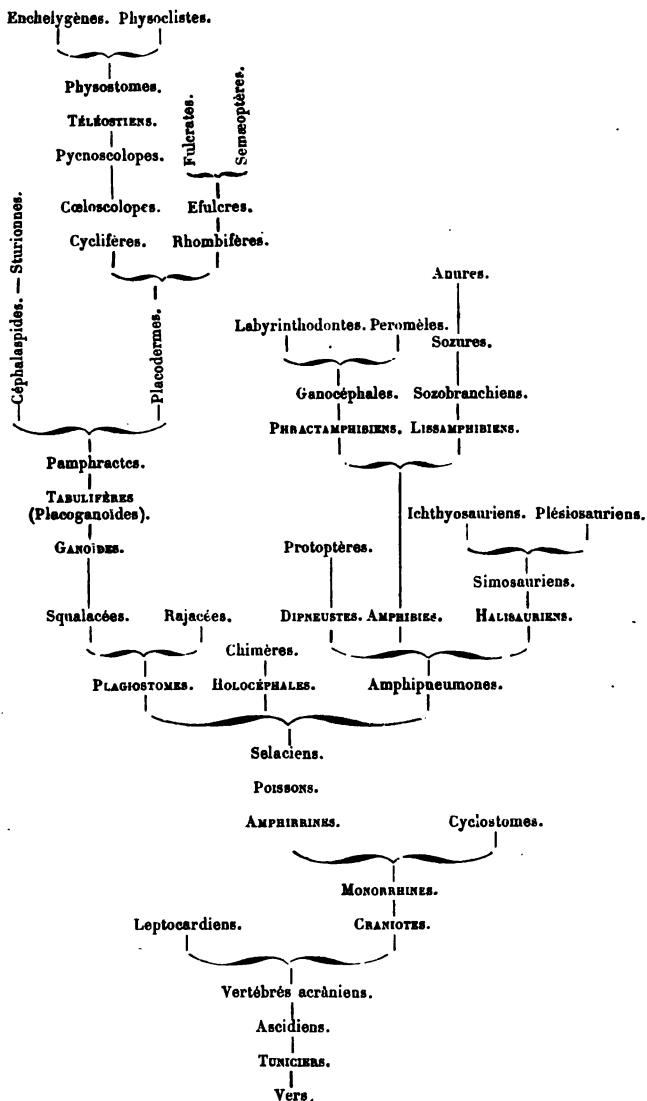 Enchelygènes. Physoclistes.
Physostomes.
TÉLÉOSTIENS.
Pycnoscolopes.
Fulcrates.
Semæoptères.
Cœloscolopes. Efulcres.
Cyclifères. Rhombifères.
Céphalaspides. — Sturionnes.
Placodermes.
Anures.
Labyrinthodontes. Peromèles.
Sozures.
Ganocéphales. Sozobranchiens.
PHRACTAMPHIBIENS. LISSAMPHIBIENS.
Pamphractes.
TABULIFÈRES
(Placoganoïdes).
Ichthyosauriens. Plésiosauriens.
GANOÏDES.
Protoptères.
Simosauriens.
Squalacées. Rajacées. DIPNEUSTES. AMPHIBIES. HALISAURIENS.
Chimères.
PLAGIOSTOMES. HOLOCÉPHALES. Amphipneumones.
Selaciens.
POISSONS.
AMPHIRRINES. Cyclostomes.
MONORRHINES.
Leptocardiens. CRANIOTES.
Vertébrés acrâniens.
Ascidiens.
TUNICIERS.
Vers.